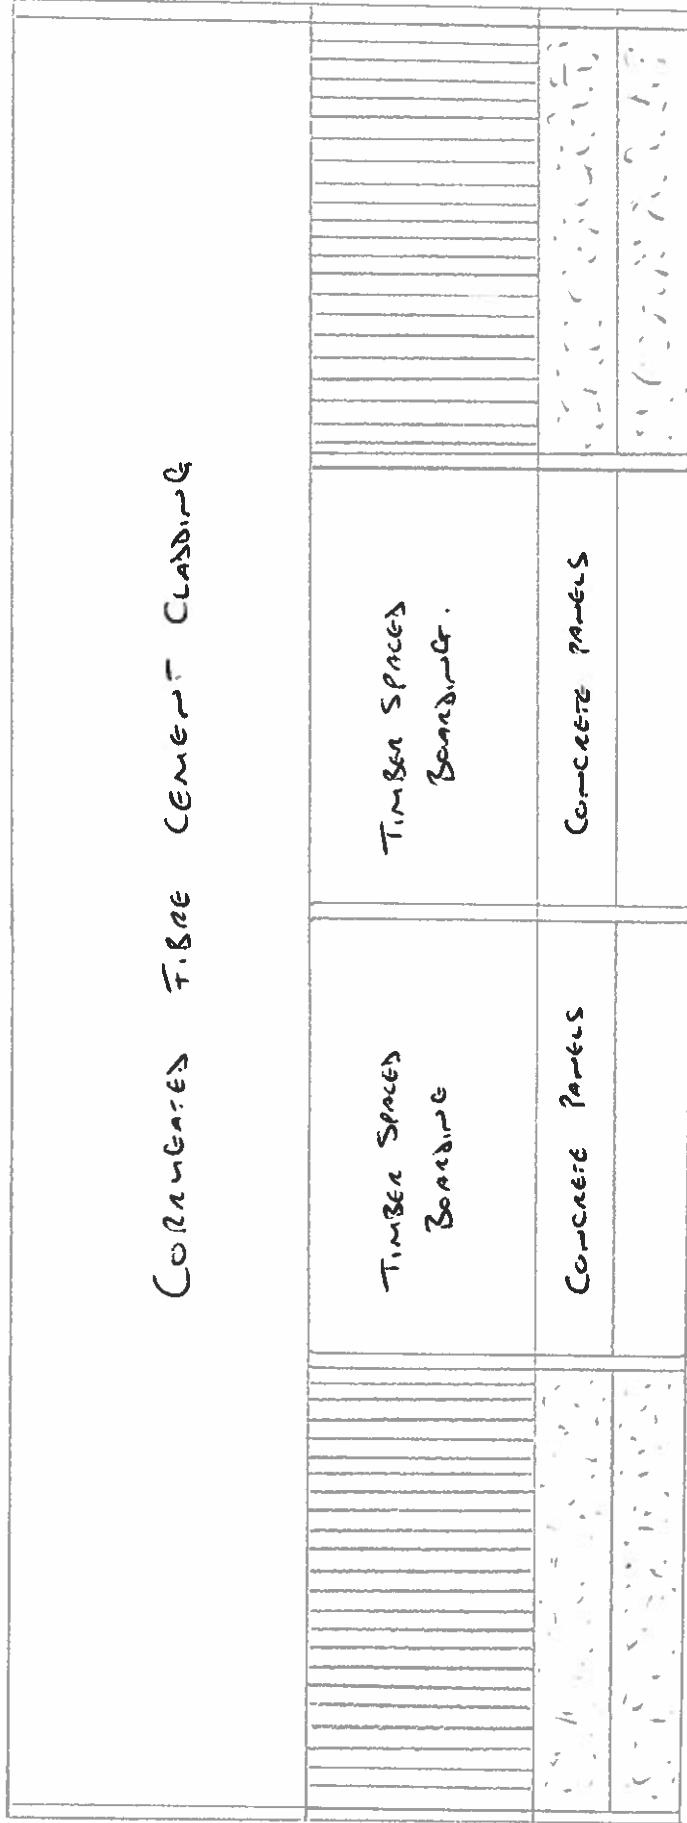 CORRUGATED FIBRE CEMENT CLADDING
TIMBER SPACED
BOARDING
TIMBER SPACED
BOARDING.
CONCRETE PANELS
CONCRETE PANELS